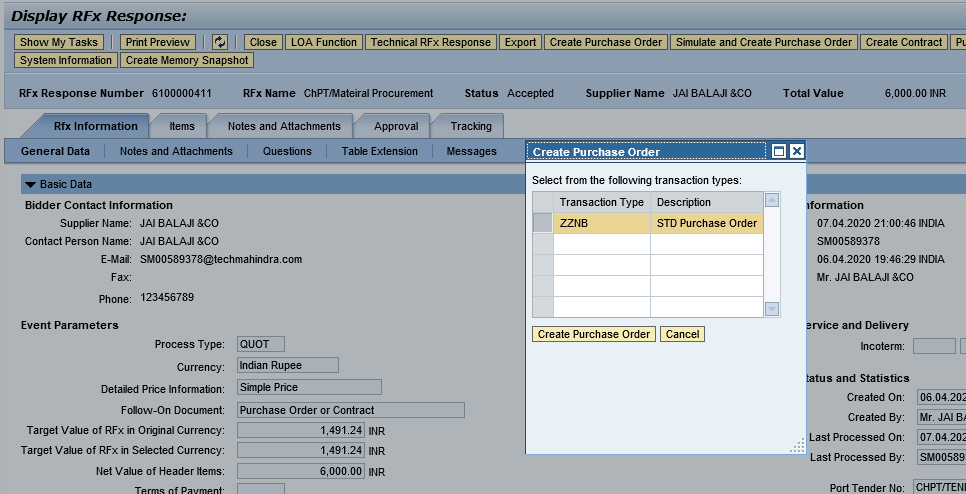 Display RFx Response:
Show My Tasks Print Preview Close LOA Function Technical RFx Response Export Create Purchase Order Simulate and Create Purchase Order Create Contract
System Information Create Memory Snapshot
RFx Response Number 6100000411 RFx Name ChPT/Mateiral Procurement Status Accepted Supplier Name JAI BALAJI &CO Total Value 6,000.00 INR
Rfx Information Items Notes and Attachments Approval Tracking
General Data Notes and Attachments Questions Table Extension Messages
Create Purchase Order
Select from the following transaction types:
Transaction Type Description
ZZNB STD Purchase Order
Create Purchase Order Cancel
Basic Data
Bidder Contact Information
Supplier Name: JAI BALAJI &CO
Contact Person Name: JAI BALAJI &CO
E-Mail: SM00589378@techmahindra.com
Fax:
Phone: 123456789
Event Parameters
Process Type: QUOT
Currency: Indian Rupee
Detailed Price Information: Simple Price
Follow-On Document: Purchase Order or Contract
Target Value of RFx in Original Currency: 1,491.24 INR
Target Value of RFx in Selected Currency: 1,491.24 INR
Net Value of Header Items: 6,000.00 INR
Terms of Payment:
nformation
07.04.2020 21:00:46 INDIA
SM00589378
06.04.2020 19:46:29 INDIA
Mr. JAI BALAJI &CO
ervice and Delivery
Incoterm:
tatus and Statistics
Created On: 06.04.202
Created By: Mr. JAI BA
Last Processed On: 07.04.202
Last Processed By: SM00589
Port Tender No: CHPT/TEN